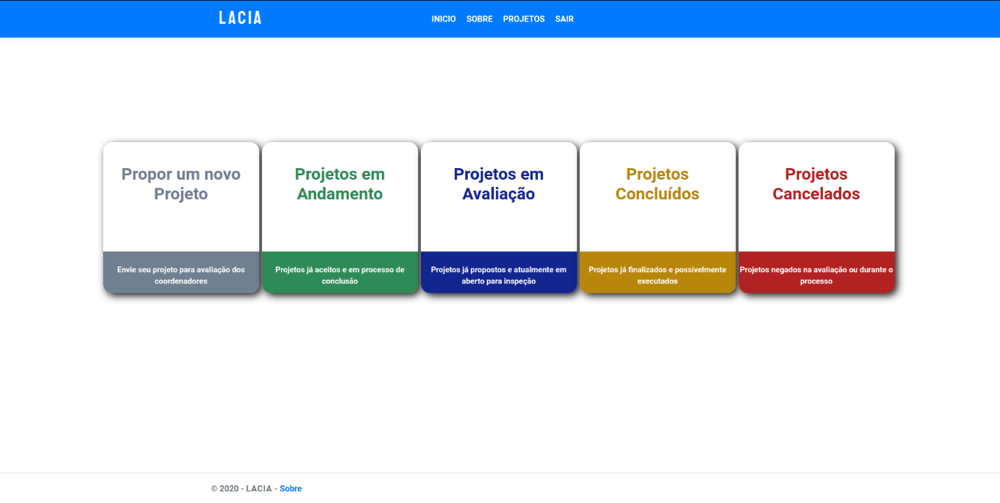 LACIA
INICIO SOBRE PROJETOS SAIR
Propor um novo
Projeto
Envie seu projeto para avaliação dos
coordenadores
Projetos em
Andamento
Projetos já aceitos e em processo de
conclusão
Projetos em
Avaliação
Projetos já propostos e atualmente em
aberto para inspeção
Projetos
Concluídos
Projetos já finalizados e possivelmente
executados
Projetos
Cancelados
Projetos negados na avaliação ou durante o
processo
© 2020 - LACIA - Sobre